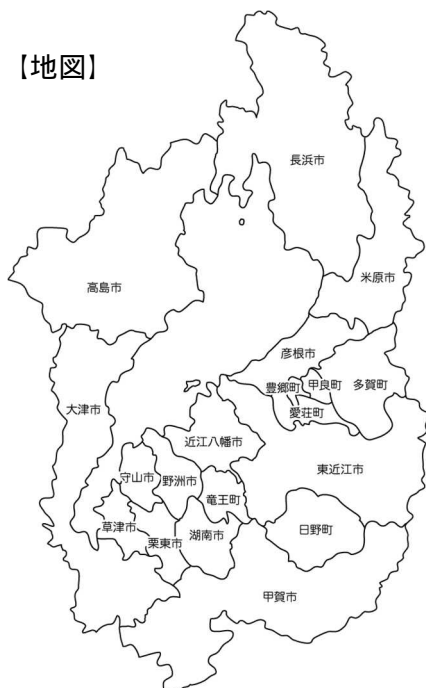 【地図】
長浜市
高島市
米原市
彦根市
豊郷町
甲良町
多賀町
愛荘町
大津市
近江八幡市
東近江市
守山市
野洲市
竜王町
草津市
栗東市
湖南市
日野町
甲賀市